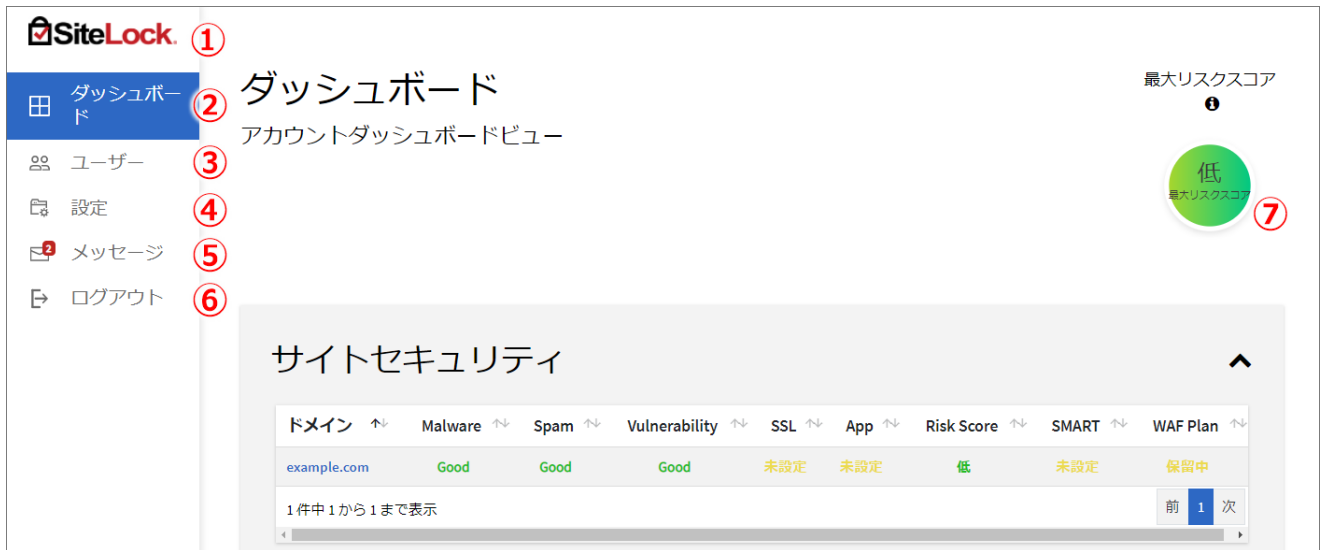 SiteLock.
①
ダッシュボー
ド
②
ユーザー
③
設定
④
2
メッセージ
⑤
ログアウト
⑥
ダッシュボード
アカウントダッシュボードビュー
最大リスクスコア
低
最大リスクスコア
⑦
サイトセキュリティ
ドメイン Malware Spam Vulnerability SSL App Risk Score SMART WAF Plan
example.com Good Good Good 未設定 未設定 低 未設定 保留中
1 件中 1 から 1 まで表示
前 1 次